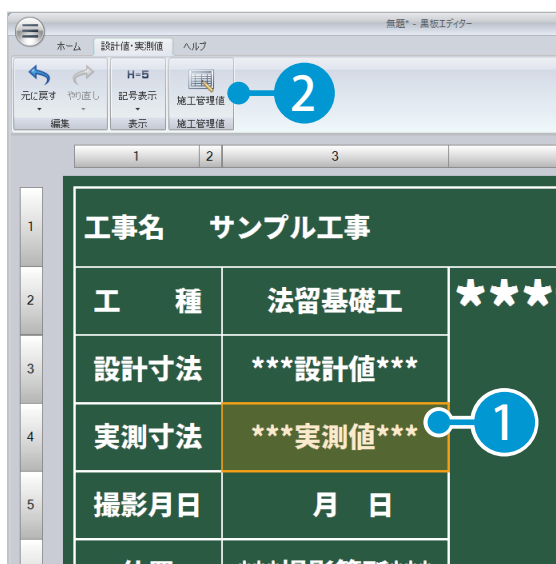 無題* - 黒板エディター
ホーム 設計値・実測値 ヘルプ
H=5
元に戻す やり直し 記号表示 施工管理値
編集 表示 施工管理値
2
1 2 3
1 工事名 サンプル工事
2 工 種 法留基礎工 ***
3 設計寸法 ***設計値***
4 実測寸法 ***実測値***
1
5 撮影月日 月 日